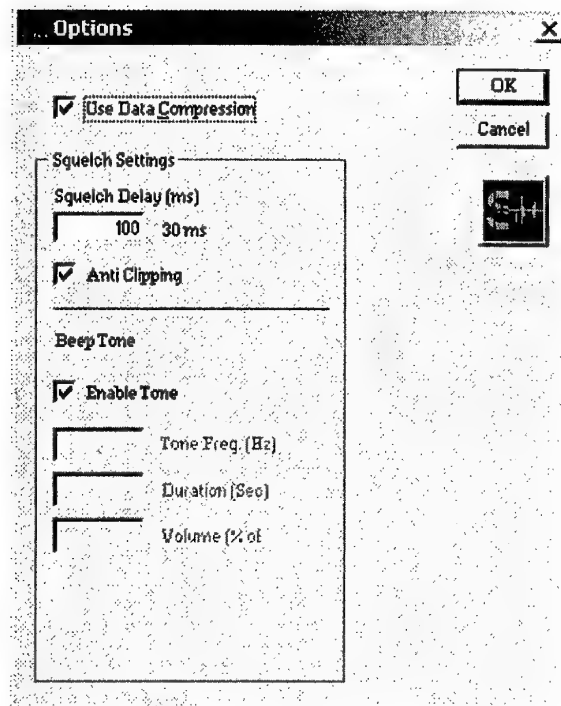 Options
OK
Use Data Compression
Cancel
Squelch Settings
Squelch Delay (ms)
100 30 ms
Anti Clipping
Beep Tone
Enable Tone
Tone Freq. (Hz)
Duration (Sec)
Volume (% of